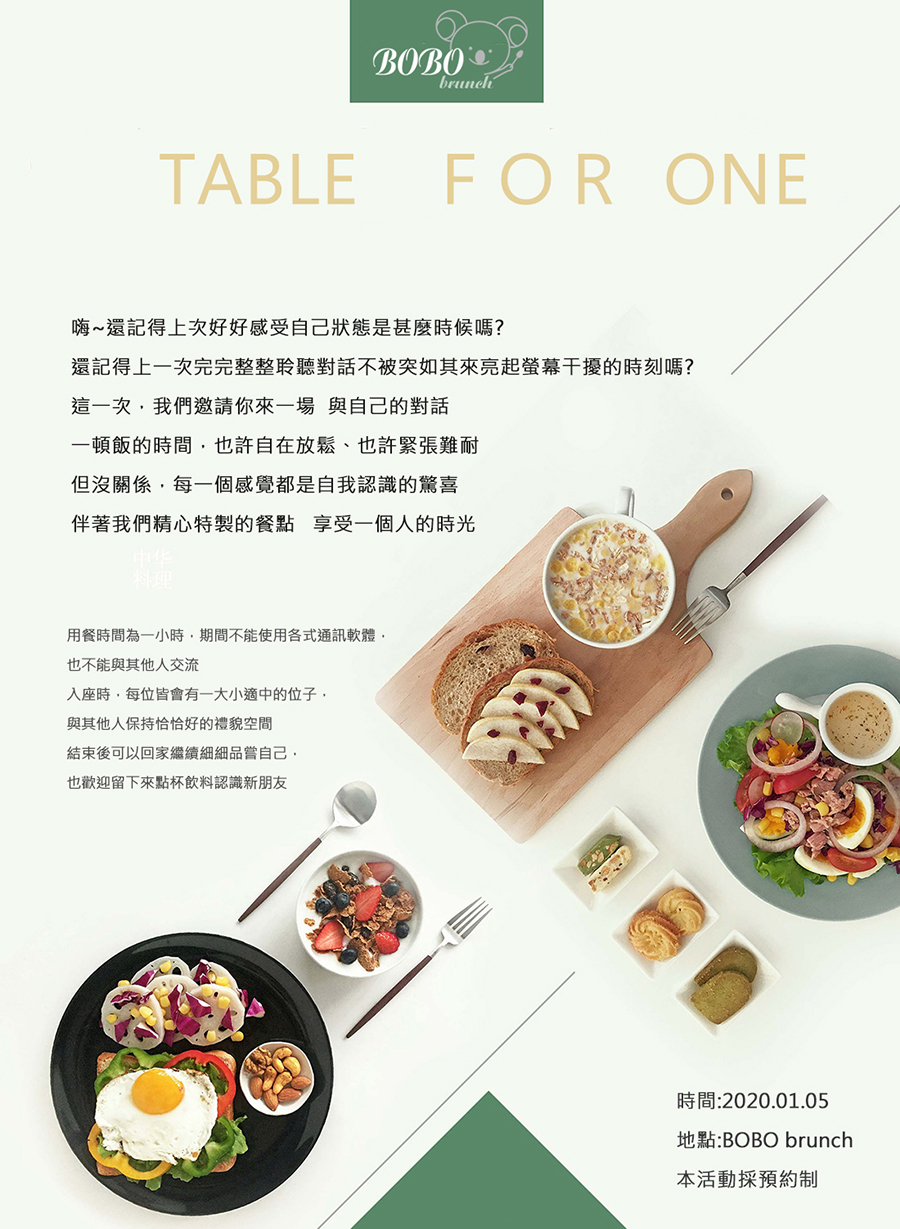 BOBO
brunch
TABLE FOR ONE
嗨~還記得上次好好感受自己狀態是甚麼時候嗎?
還記得上一次完完整整聆聽對話不被突如其來亮起螢幕干擾的時刻嗎?
這一次，我們邀請你來一場 與自己的對話
一頓飯的時間，也許自在放鬆、也許緊張難耐
但沒關係，每一個感覺都是自我認識的驚喜
伴著我們精心特製的餐點 享受一個人的時光
中华
料理
用餐時間為一小時，期間不能使用各式通訊軟體，
也不能與其他人交流
入座時，每位皆會有一大小適中的位子，
與其他人保持恰恰好的禮貌空間
結束後可以回家繼續細細品嘗自己，
也歡迎留下來點杯飲料認識新朋友
時間:2020.01.05
地點:BOBO brunch
本活動採預約制